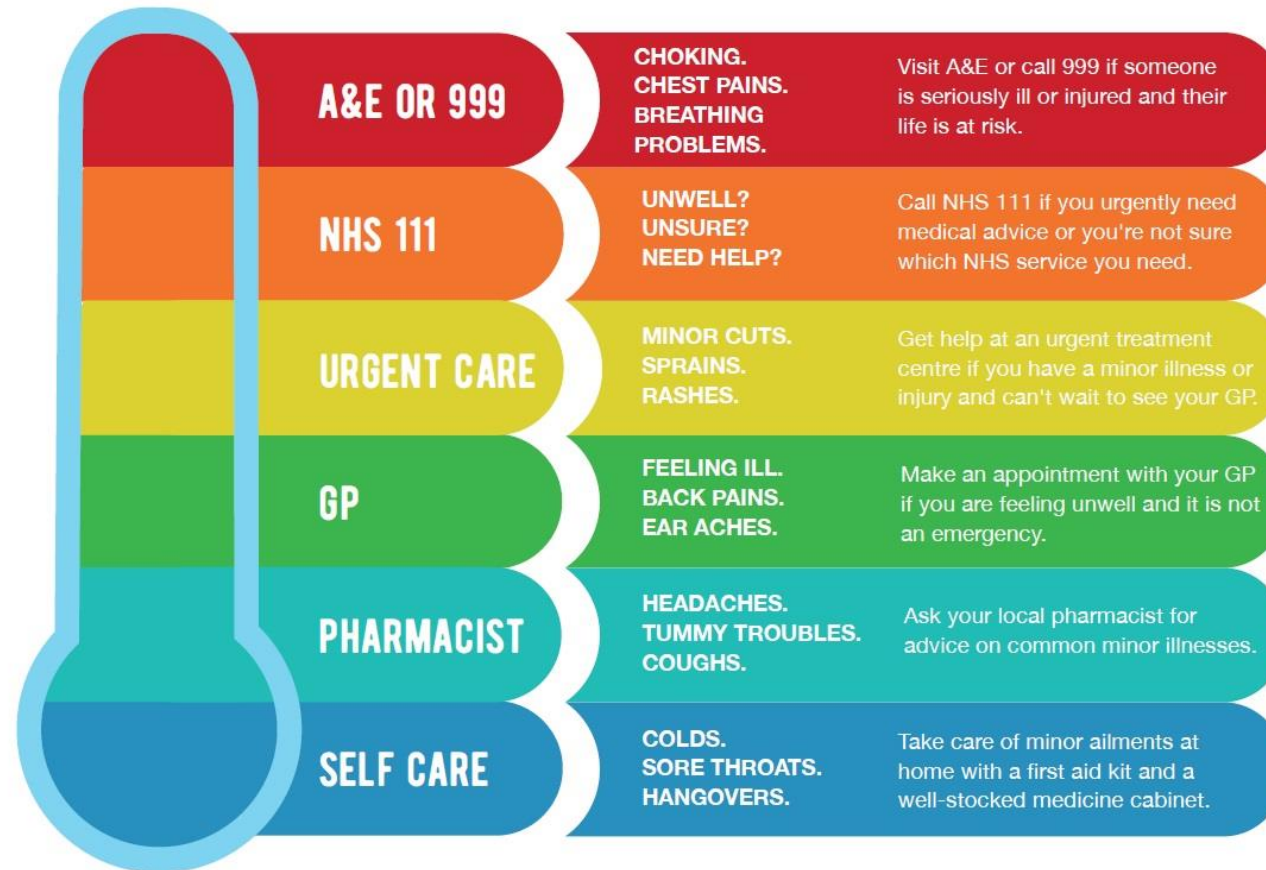 A&E OR 999
CHOKING.
CHEST PAINS.
BREATHING
PROBLEMS.
Visit A&E or call 999 if someone
is seriously ill or injured and their
life is at risk.
NHS 111
UNWELL?
UNSURE?
NEED HELP?
Call NHS 111 if you urgently need
medical advice or you're not sure
which NHS service you need.
URGENT CARE
MINOR CUTS.
SPRAINS.
RASHES.
Get help at an urgent treatment
centre if you have a minor illness or
injury and can't wait to see your GP.
GP
FEELING ILL.
BACK PAINS.
EAR ACHES.
Make an appointment with your GP
if you are feeling unwell and it is not
an emergency.
PHARMACIST
HEADACHES.
TUMMY TROUBLES.
COUGHS.
Ask your local pharmacist for
advice on common minor illnesses.
SELF CARE
COLDS.
SORE THROATS.
HANGOVERS.
Take care of minor ailments at
home with a first aid kit and a
well-stocked medicine cabinet.